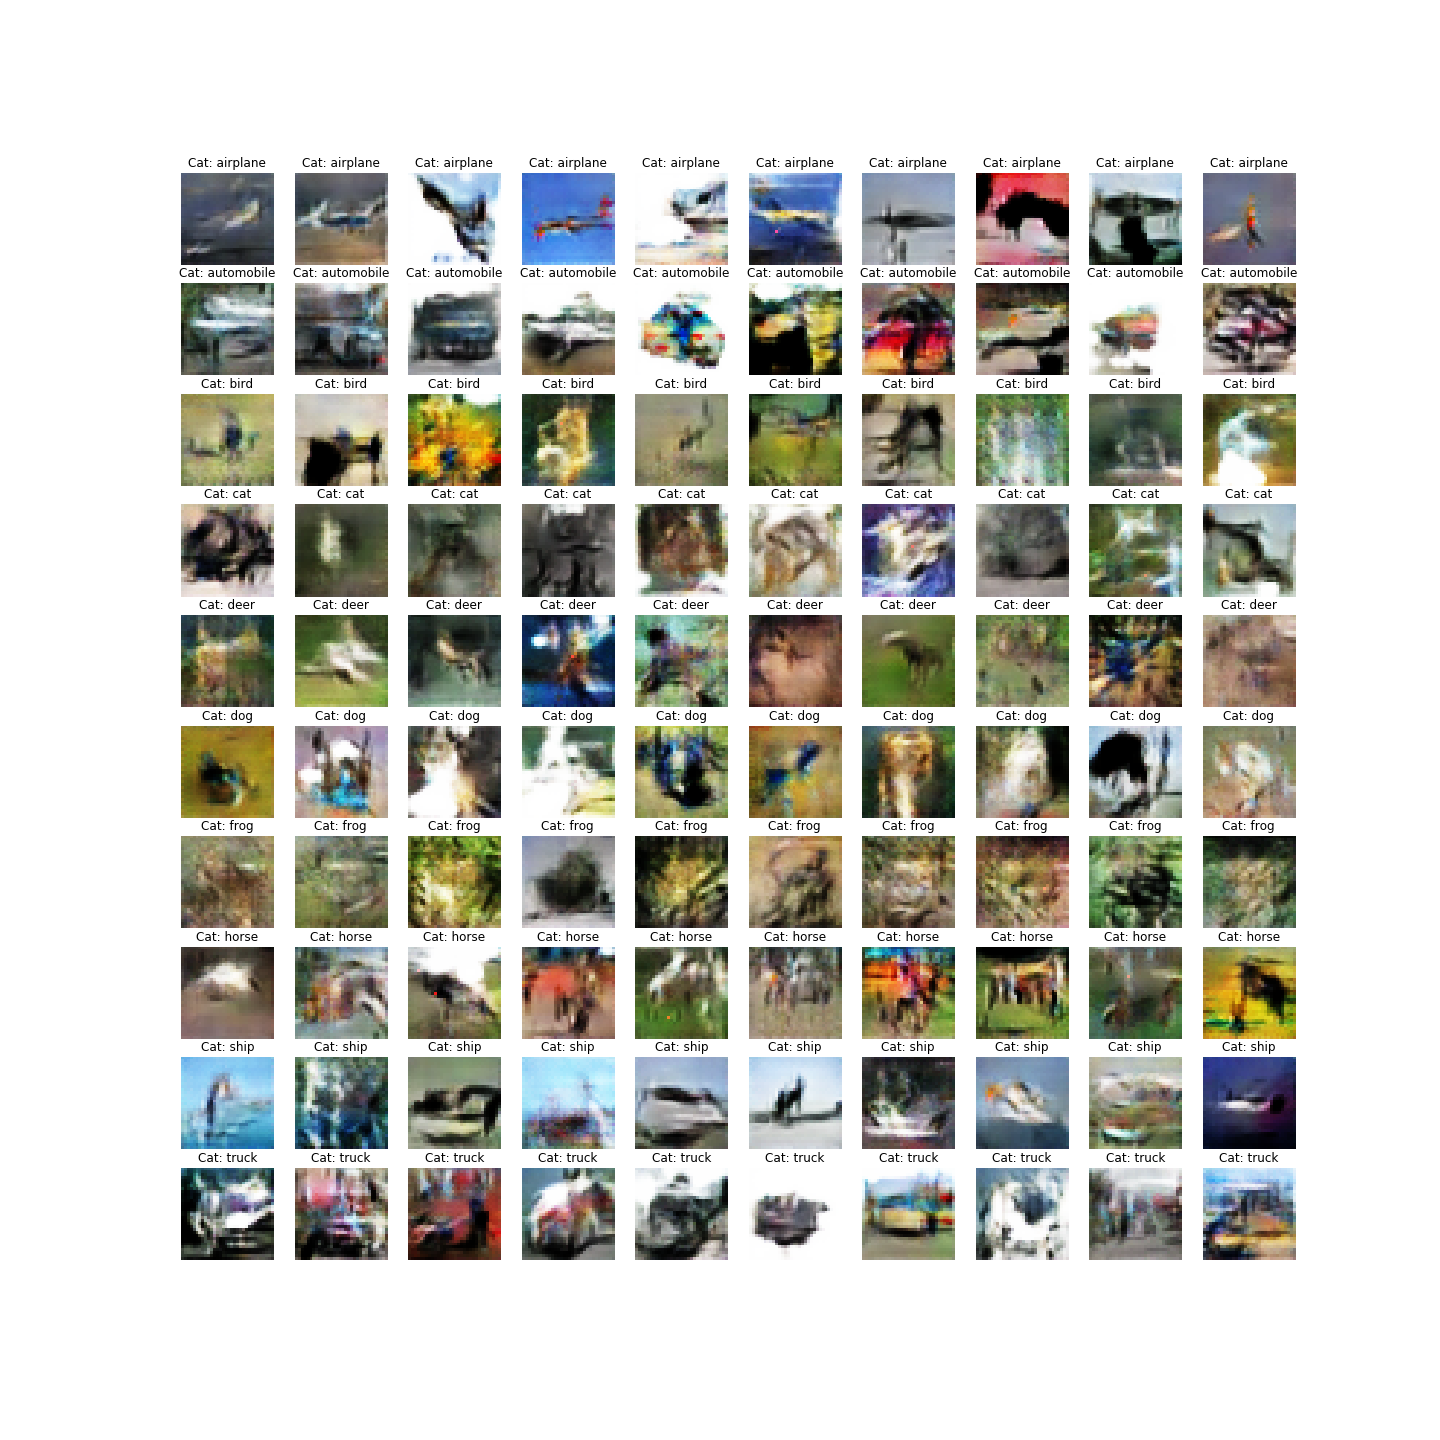 Cat: airplane Cat: airplane Cat: airplane Cat: airplane Cat: airplane Cat: airplane Cat: airplane Cat: airplane Cat: airplane Cat: airplane
Cat: automobile Cat: automobile Cat: automobile Cat: automobile Cat: automobile Cat: automobile Cat: automobile Cat: automobile Cat: automobile Cat: automobile
Cat: bird Cat: bird Cat: bird Cat: bird Cat: bird Cat: bird Cat: bird Cat: bird Cat: bird Cat: bird
Cat: cat Cat: cat Cat: cat Cat: cat Cat: cat Cat: cat Cat: cat Cat: cat Cat: cat Cat: cat
Cat: deer Cat: deer Cat: deer Cat: deer Cat: deer Cat: deer Cat: deer Cat: deer Cat: deer Cat: deer
Cat: dog Cat: dog Cat: dog Cat: dog Cat: dog Cat: dog Cat: dog Cat: dog Cat: dog Cat: dog
Cat: frog Cat: frog Cat: frog Cat: frog Cat: frog Cat: frog Cat: frog Cat: frog Cat: frog Cat: frog
Cat: horse Cat: horse Cat: horse Cat: horse Cat: horse Cat: horse Cat: horse Cat: horse Cat: horse Cat: horse
Cat: ship Cat: ship Cat: ship Cat: ship Cat: ship Cat: ship Cat: ship Cat: ship Cat: ship Cat: ship
Cat: truck Cat: truck Cat: truck Cat: truck Cat: truck Cat: truck Cat: truck Cat: truck Cat: truck Cat: truck